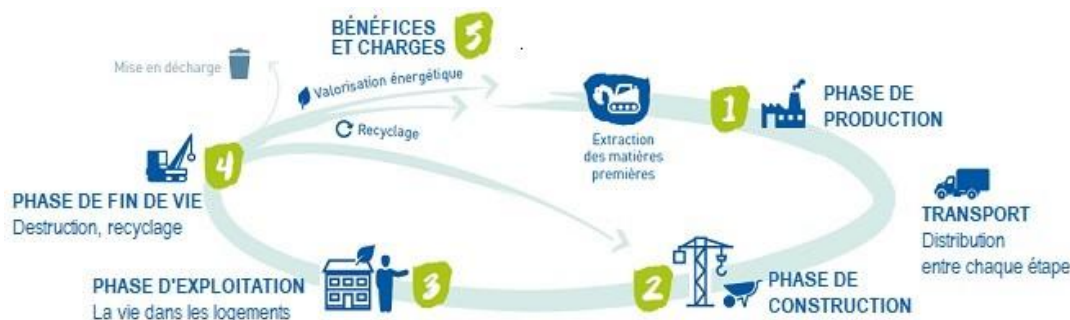 BÉNÉFICES
ET CHARGES
5
Mise en décharge
Valorisation énergétique
Recyclage
Extraction
des matières
premières
1
PHASE DE
PRODUCTION
4
PHASE DE FIN DE VIE
Destruction, recyclage
TRANSPORT
Distribution
entre chaque étape
PHASE D'EXPLOITATION
La vie dans les logements
3
2
PHASE DE
CONSTRUCTION